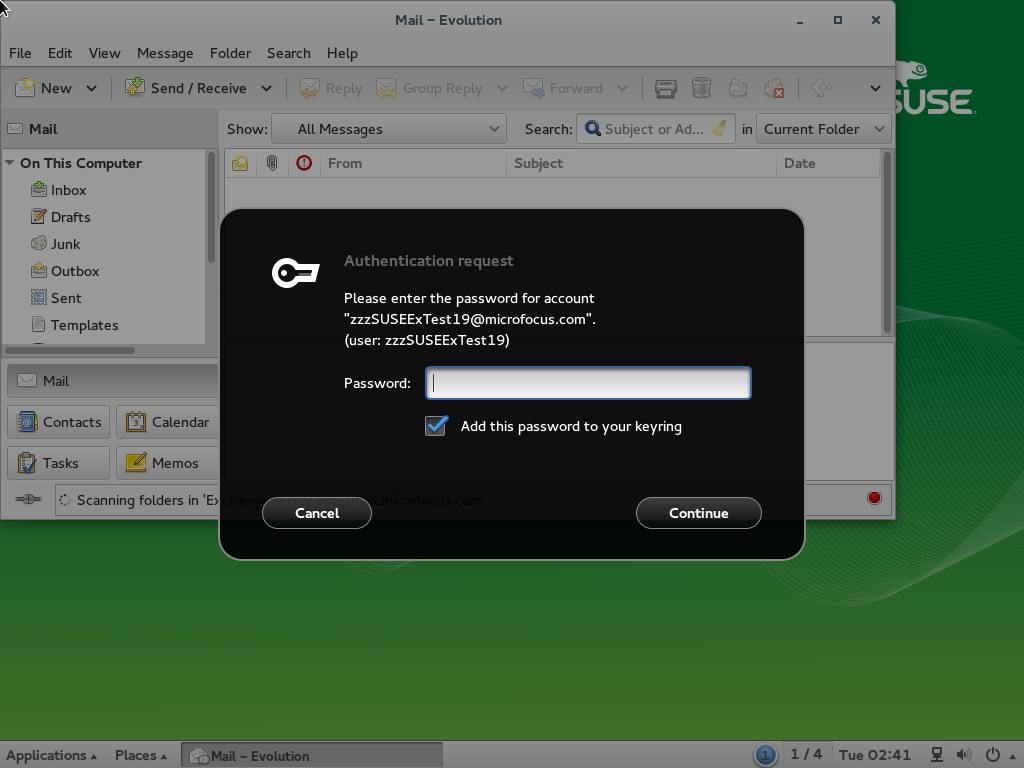 Mail – Evolution
File Edit View Message Folder Search Help
New Send / Receive Reply Group Reply Forward
SUSE
Mail
Show: All Messages Search: Subject or Ad... in Current Folder
On This Computer
From Subject Date
Inbox
Drafts
Junk
Outbox
Sent
Templates
Authentication request
Please enter the password for account
"zzzSUSEExTest19@microfocus.com".
(user: zzzSUSEExTest19)
Password:
Add this password to your keyring
Cancel Continue
Mail
Contacts Calendar
Tasks Memos
Scanning folders in 'Exchange server emeamail.microfocus.com'
Applications Places Mail – Evolution 1 1 / 4 Tue 02:41